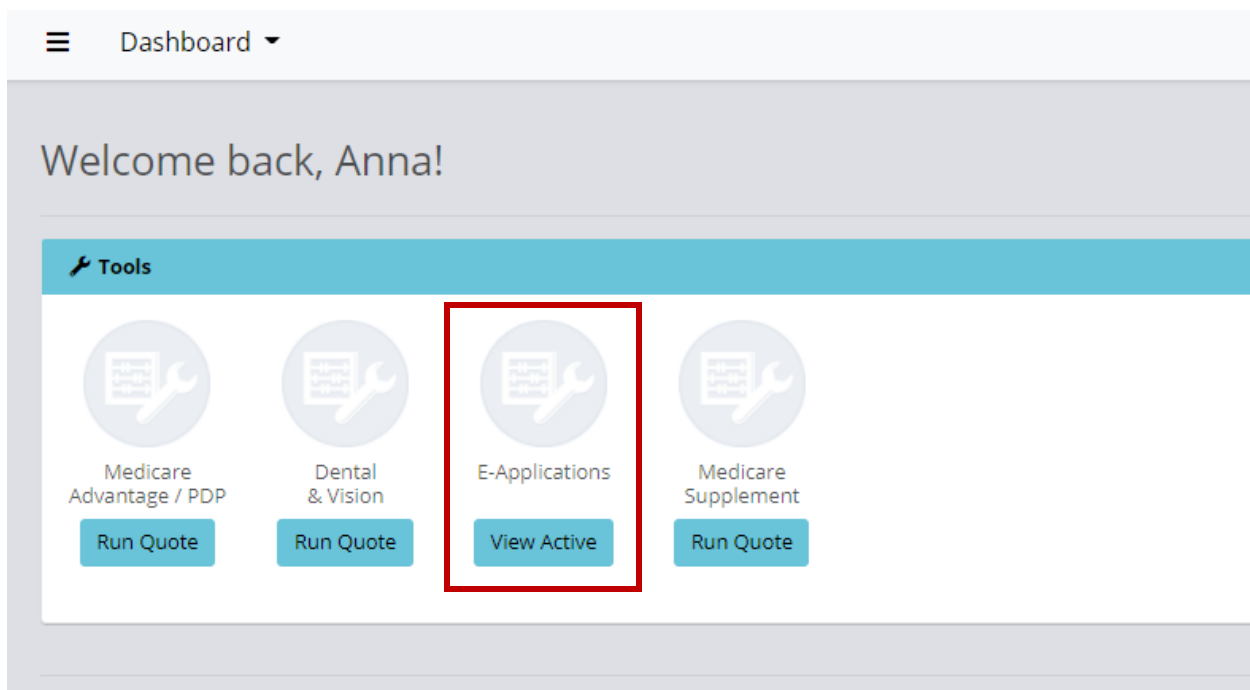 Dashboard
Welcome back, Anna!
Tools
Medicare
Advantage / PDP
Run Quote
Dental
& Vision
Run Quote
E-Applications
View Active
Medicare
Supplement
Run Quote